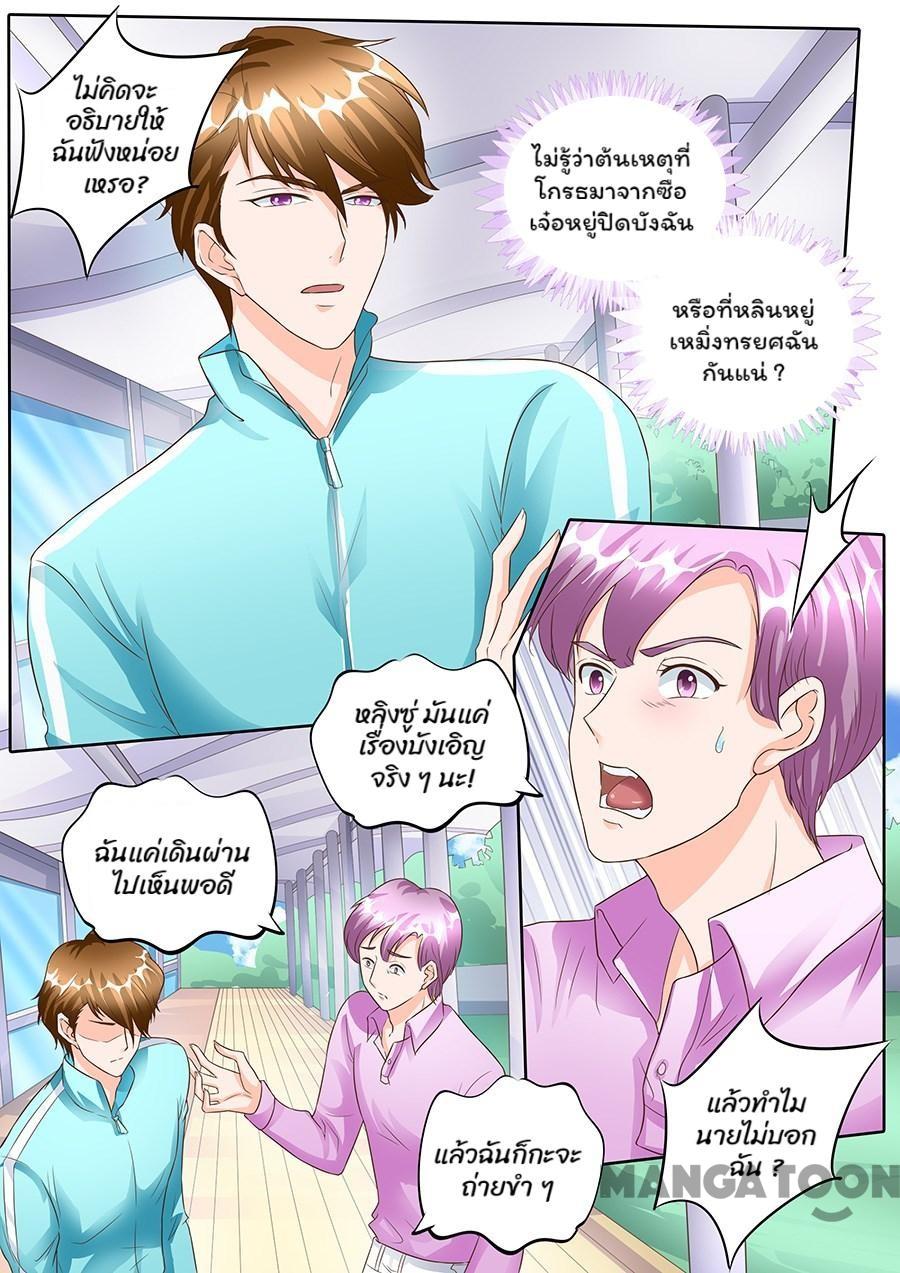 ไม่คิดจะ
อธิบายให้
ฉันฟังหน่อย
เหรอ?
ไม่รู้ว่าต้นเหตุที่
โกรธมาจากซือ
เจ๋อหยู่ปิดบังฉัน
หรือที่หลินหยู่
เหมิ่งทรยศฉัน
กันแน่ ?
หลิงซู่ มันแค่
เรื่องบังเอิญ
จริง ๆ นะ!
ฉันแค่เดินผ่าน
ไปเห็นพอดี
แล้วฉันก็กะจะ
ถ่ายขำ ๆ
แล้วทำไม
นายไม่บอก
ฉัน ?
MANGATOON